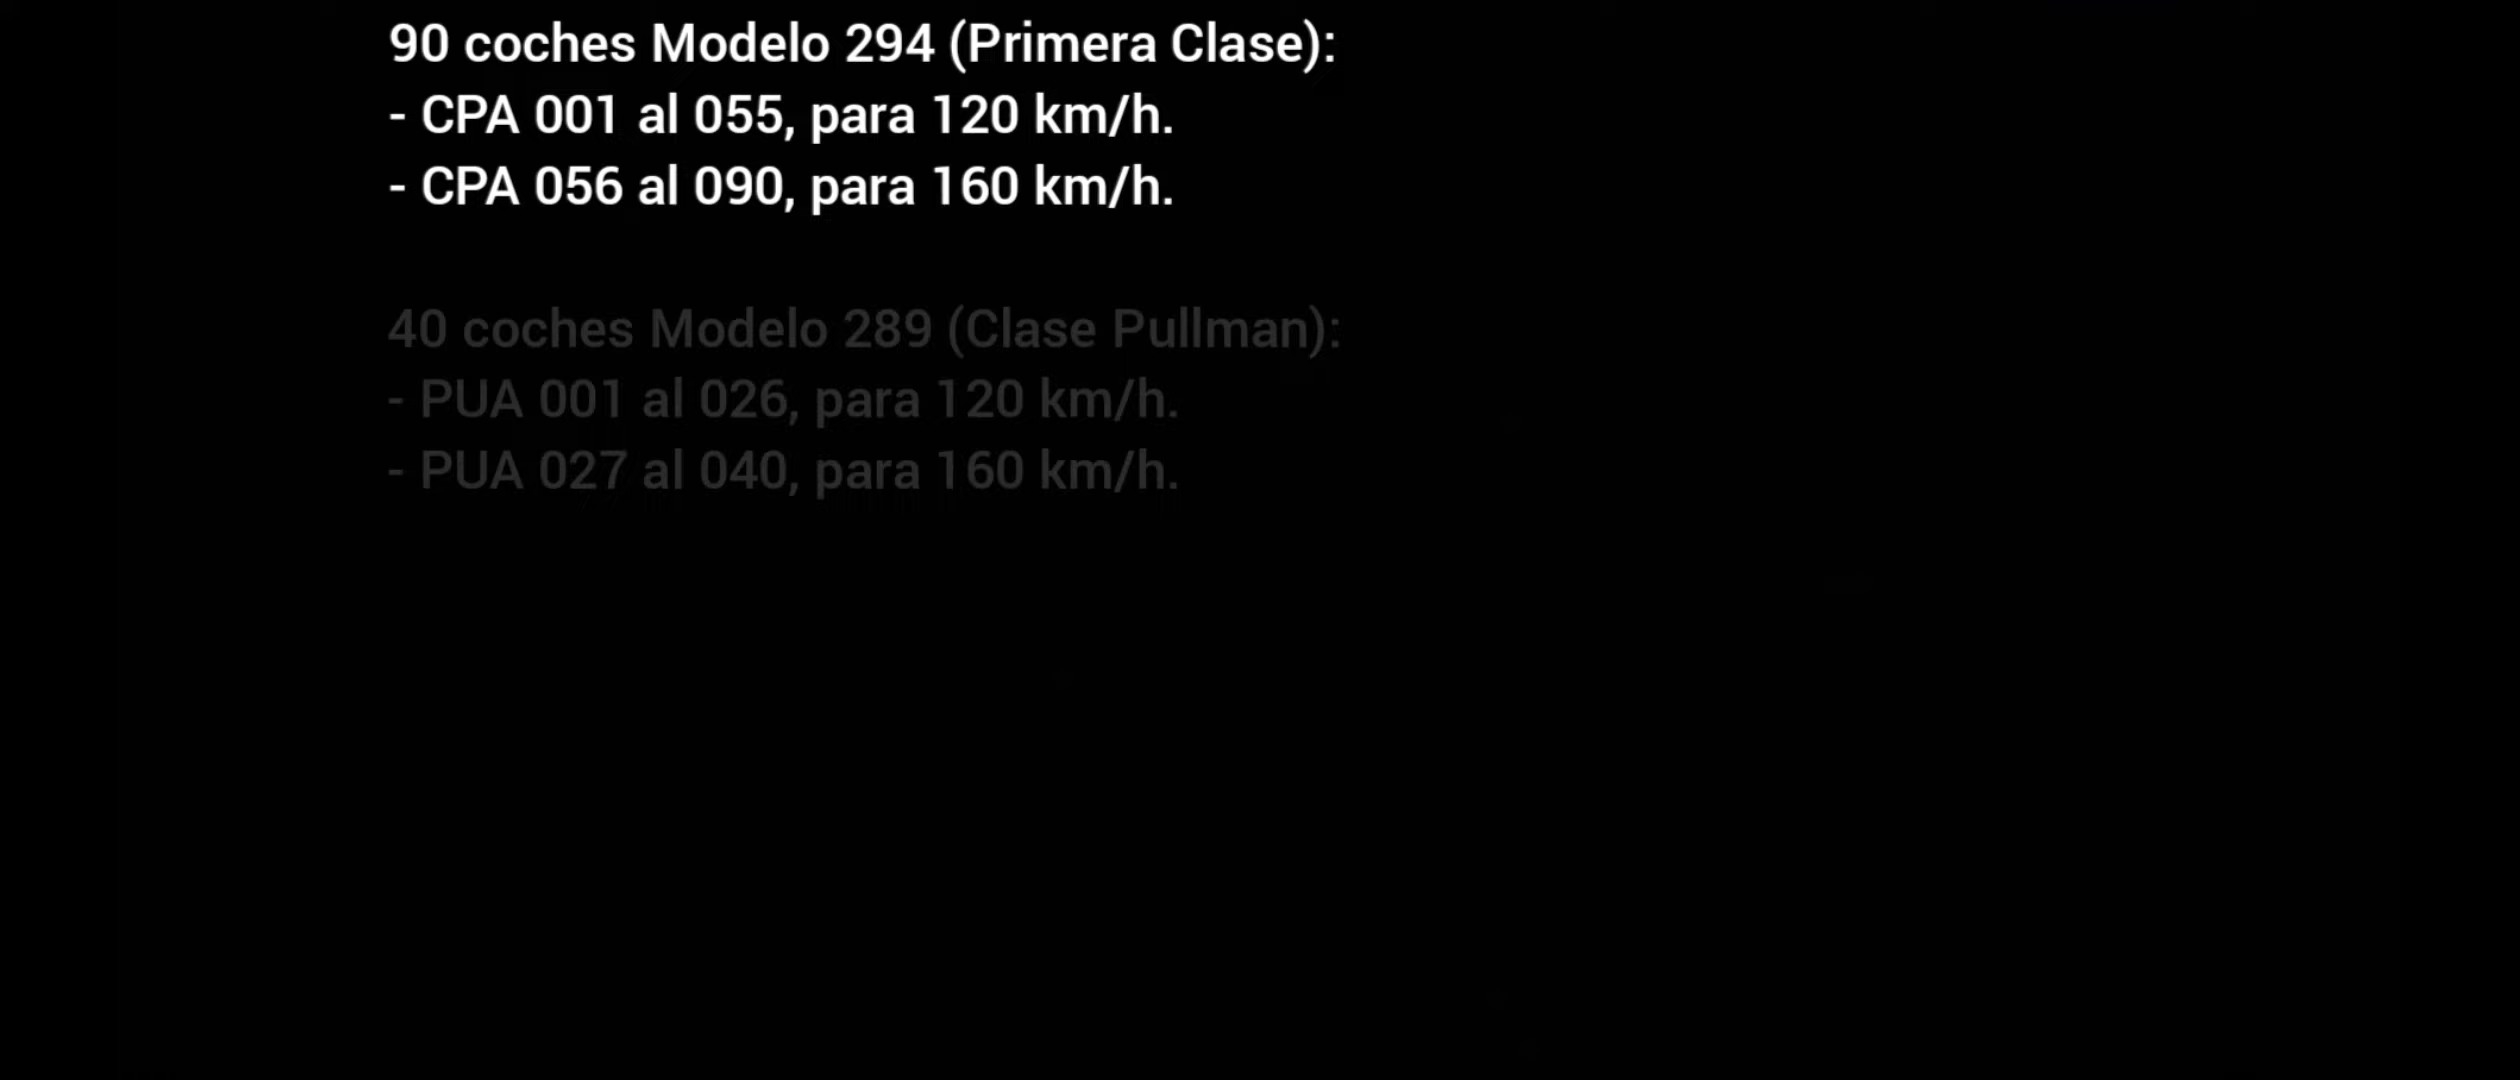 90 coches Modelo 294 (Primera Clase):
- CPA 001 al 055, para 120 km/h.
- CPA 056 al 090, para 160 km/h.
40 coches Modelo 289 (Clase Pullman):
- PUA 001 al 026, para 120 km/h.
- PUA 027 al 040, para 160 km/h.